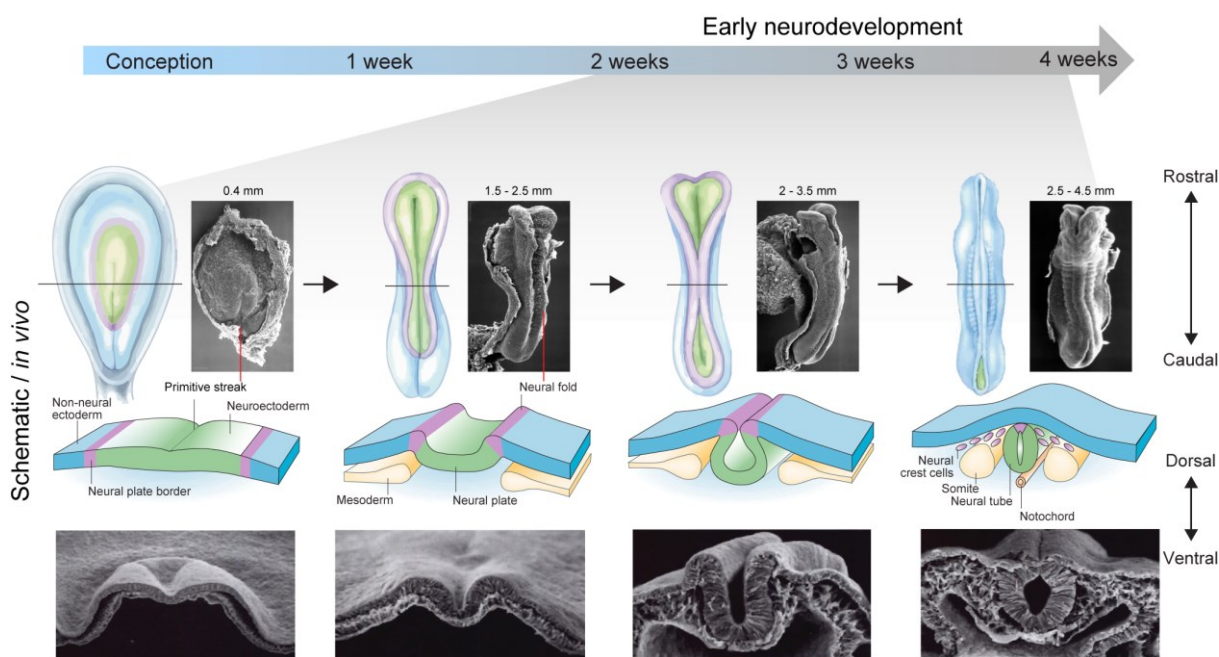 Early neurodevelopment
Conception 1 week 2 weeks 3 weeks 4 weeks
Schematic / in vivo
0.4 mm
1.5 - 2.5 mm
2 - 3.5 mm
2.5 - 4.5 mm
Rostral
Caudal
Primitive streak
Non-neural
ectoderm
Neuroectoderm
Neural plate border
Neural fold
Mesoderm
Neural plate
Neural
crest cells
Somite
Neural tube
Notochord
Dorsal
Ventral